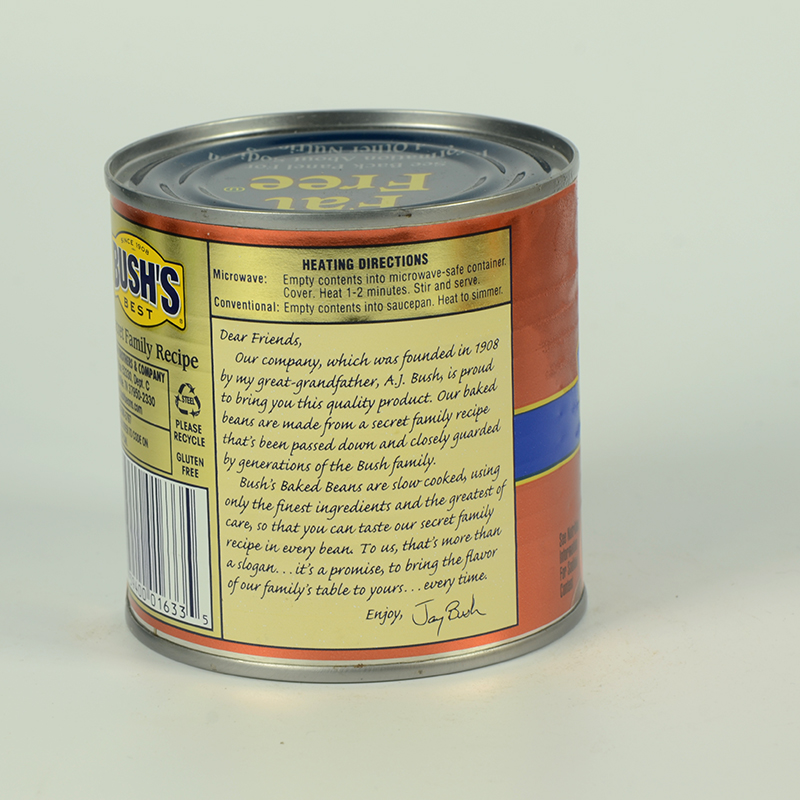 Fat
Free
SINCE 1908
BUSH'S
BEST
Family Recipe
& COMPANY
Dept. C
37950-2330
STEEL
PLEASE
RECYCLE
GLUTEN
FREE
01633 5
HEATING DIRECTIONS
Microwave: Empty contents into microwave-safe container.
Cover. Heat 1-2 minutes. Stir and serve.
Conventional: Empty contents into saucepan. Heat to simmer.
Dear Friends,
Our company, which was founded in 1908
by my great-grandfather, A.J. Bush, is proud
to bring you this quality product. Our baked
beans are made from a secret family recipe
that's been passed down and closely guarded
by generations of the Bush family.
Bush's Baked Beans are slow cooked, using
only the finest ingredients and the greatest of
care, so that you can taste our secret family
recipe in every bean. To us, that's more than
a slogan...it's a promise, to bring the flavor
of our family's table to yours...every time.
Enjoy, Jay Bush